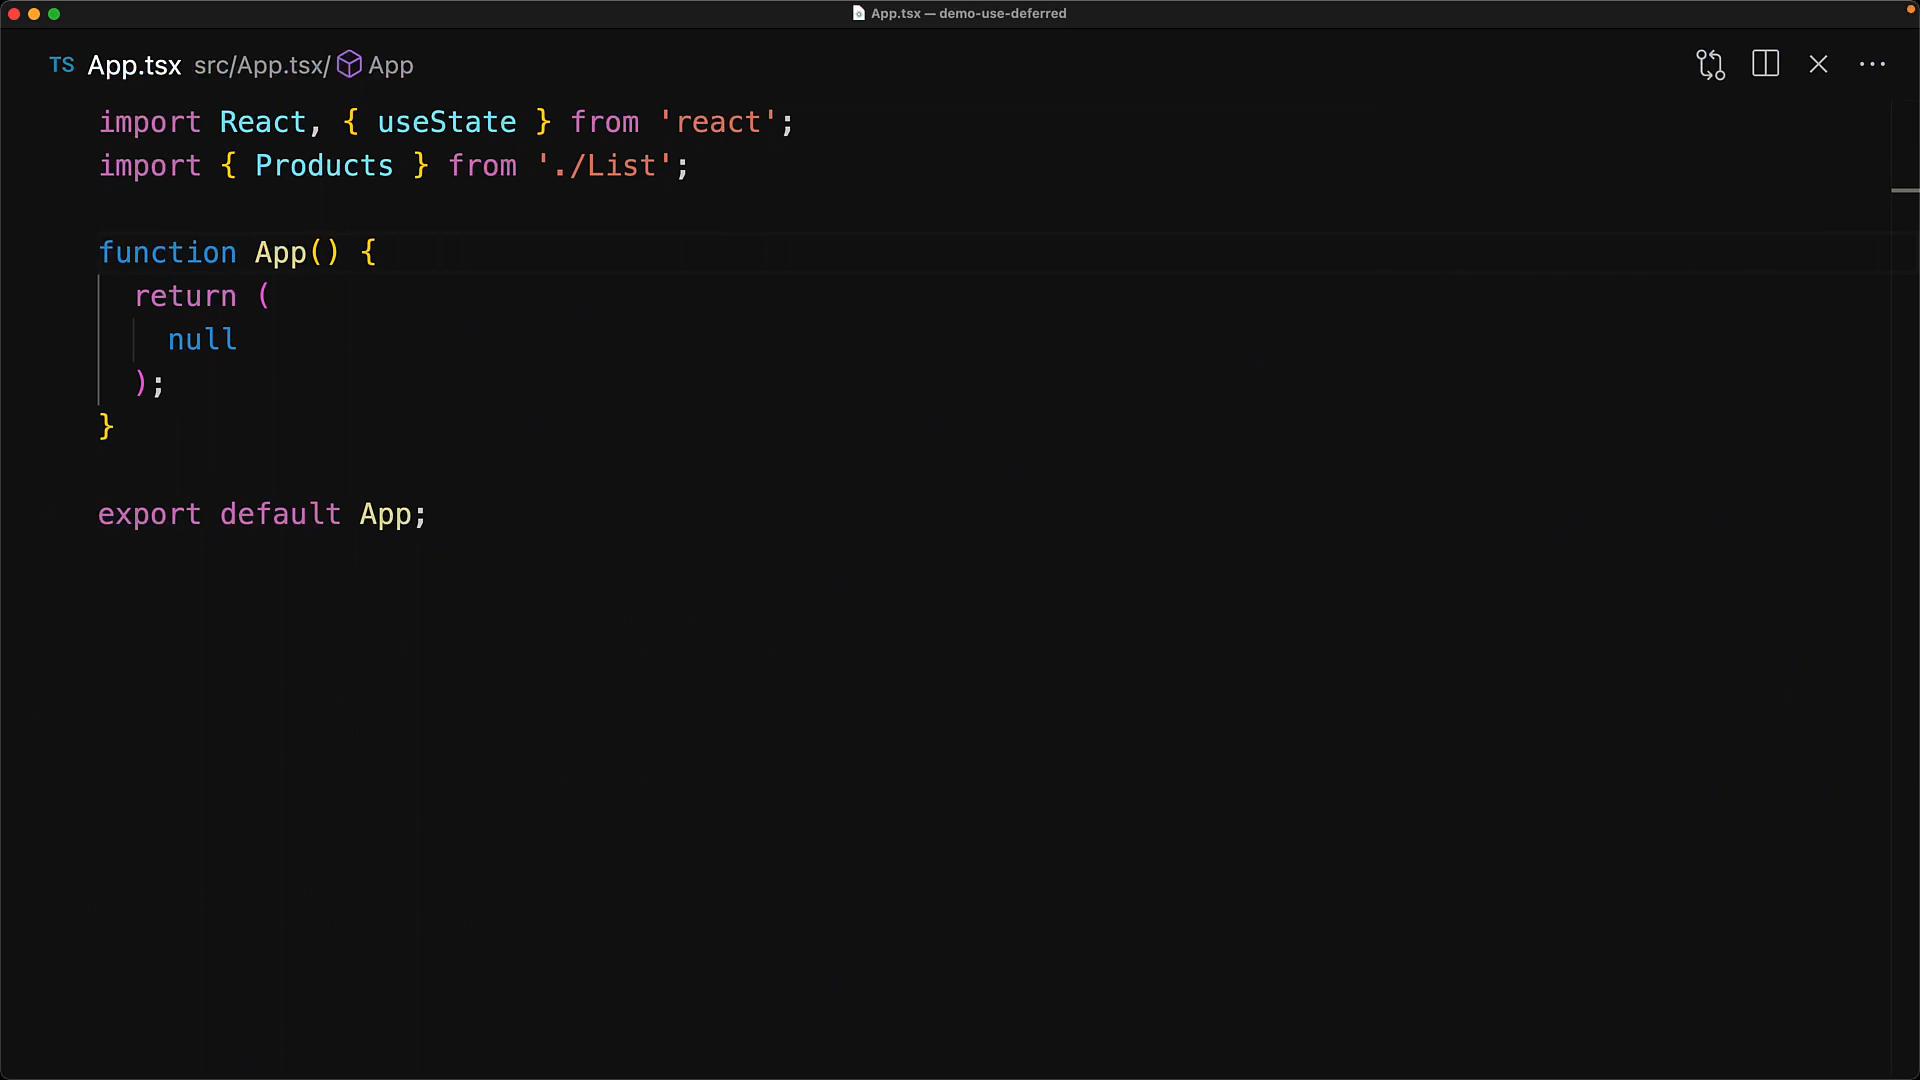 App.tsx — demo-use-deferred
TS App.tsx src/App.tsx/ App
import React, { useState } from 'react';
import { Products } from './List';
function App() {
return (
null
);
}
export default App;